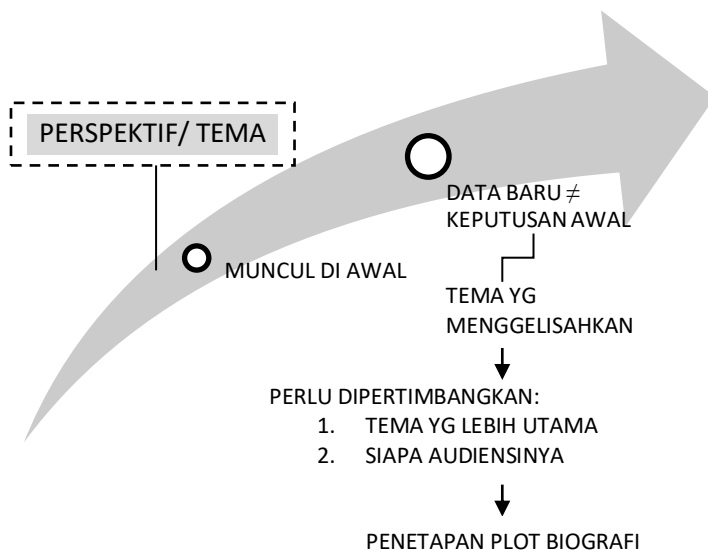 PERSPEKTIF/ TEMA
MUNCUL DI AWAL
DATA BARU ≠
KEPUTUSAN AWAL
TEMA YG
MENGGELISAHKAN
PERLU DIPERTIMBANGKAN:
1. TEMA YG LEBIH UTAMA
2. SIAPA AUDIENSINYA
PENETAPAN PLOT BIOGRAFI